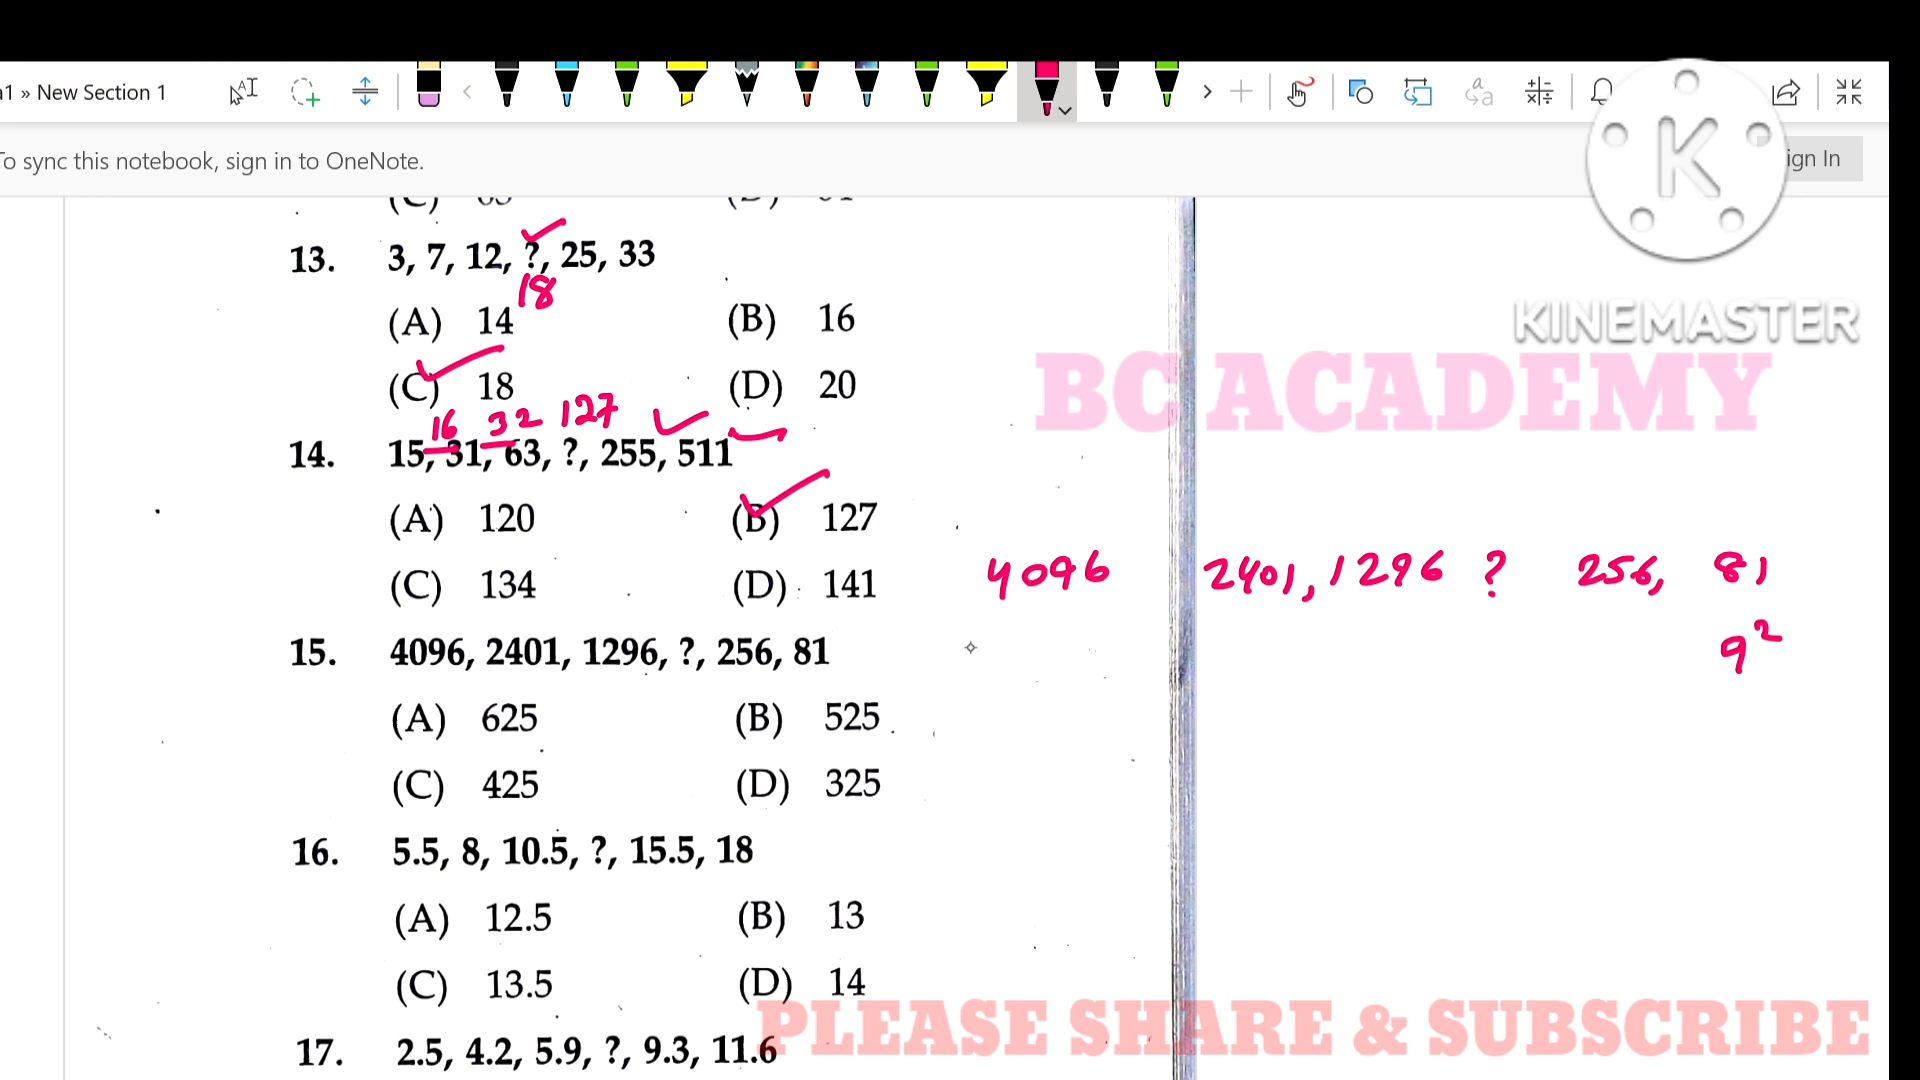 a1 » New Section 1
To sync this notebook, sign in to OneNote.
ign In
K
KINEMASTER
BC ACADEMY
13. 3, 7, 12, ?, 25, 33
18
(A) 14 (B) 16
(C) 18 (D) 20
16 32 127
14. 15, 31, 63, ?, 255, 511
(A) 120 (B) 127
(C) 134 (D) 141
4096 2401, 1296 ? 256, 81
9²
15. 4096, 2401, 1296, ?, 256, 81
(A) 625 (B) 525
(C) 425 (D) 325
16. 5.5, 8, 10.5, ?, 15.5, 18
(A) 12.5 (B) 13
(C) 13.5 (D) 14
PLEASE SHARE & SUBSCRIBE
17. 2.5, 4.2, 5.9, ?, 9.3, 11.6